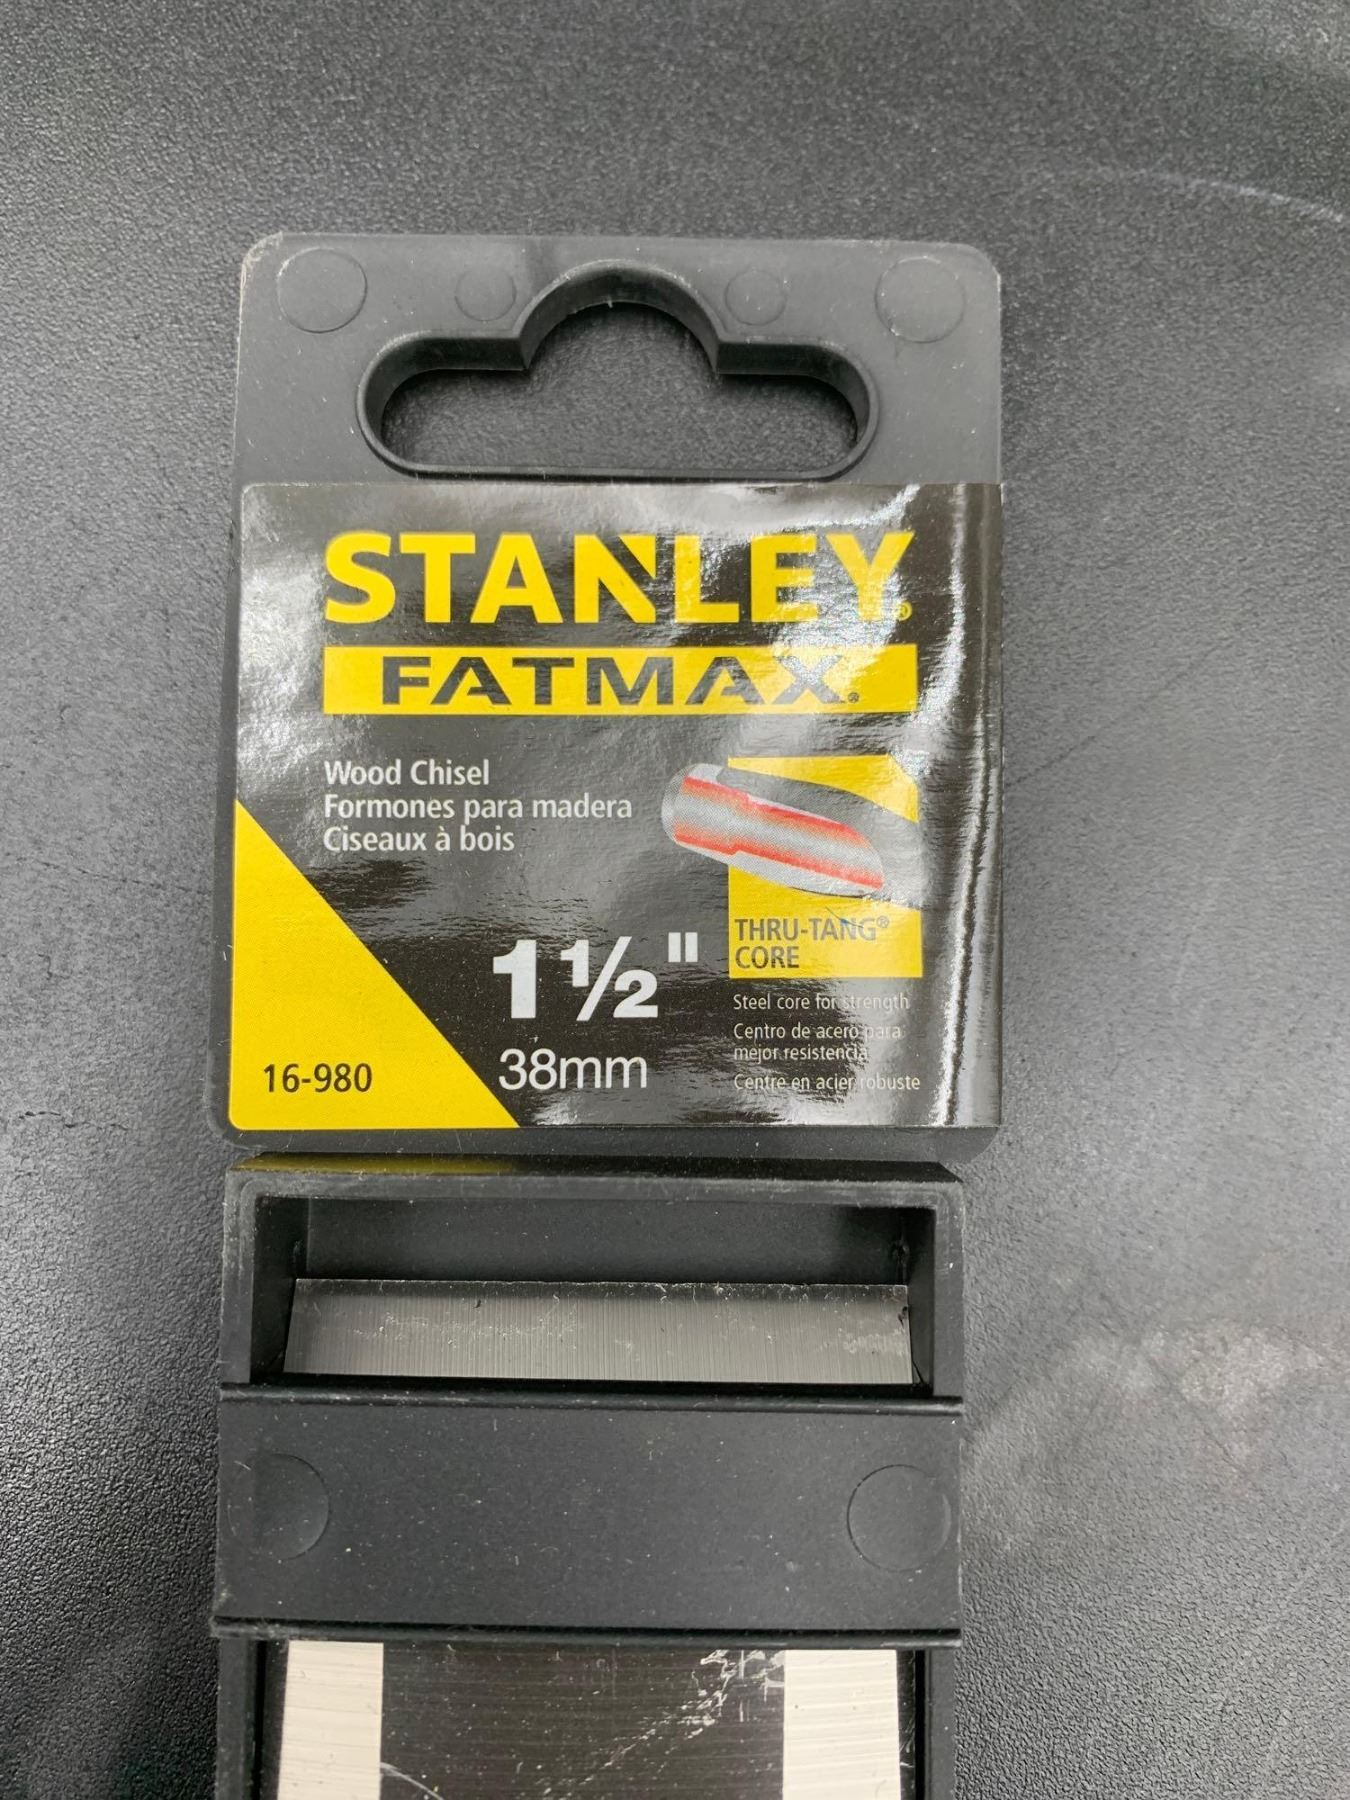 STANLEY®
FATMAX®
Wood Chisel
Formones para madera
Ciseaux à bois
1½"
38mm
16-980
THRU-TANG®
CORE
Steel core for strength
Centro de acero para
mejor resistencia
Centre en acier robuste